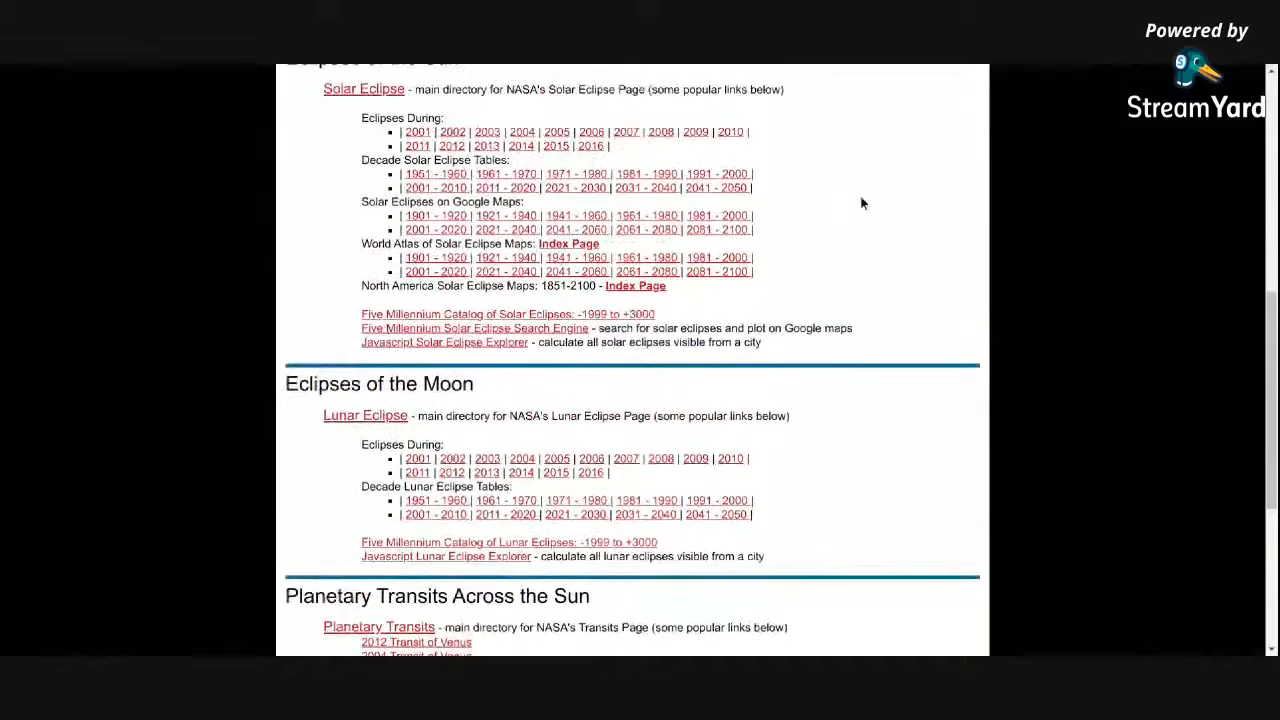 Powered by
StreamYard
Solar Eclipse - main directory for NASA's Solar Eclipse Page (some popular links below)
Eclipses During:
| 2001 | 2002 | 2003 | 2004 | 2005 | 2006 | 2007 | 2008 | 2009 | 2010 |
| 2011 | 2012 | 2013 | 2014 | 2015 | 2016 |
Decade Solar Eclipse Tables:
| 1951 - 1960 | 1961 - 1970 | 1971 - 1980 | 1981 - 1990 | 1991 - 2000 |
| 2001 - 2010 | 2011 - 2020 | 2021 - 2030 | 2031 - 2040 | 2041 - 2050 |
Solar Eclipses on Google Maps:
| 1901 - 1920 | 1921 - 1940 | 1941 - 1960 | 1961 - 1980 | 1981 - 2000 |
| 2001 - 2020 | 2021 - 2040 | 2041 - 2060 | 2061 - 2080 | 2081 - 2100 |
World Atlas of Solar Eclipse Maps: Index Page
| 1901 - 1920 | 1921 - 1940 | 1941 - 1960 | 1961 - 1980 | 1981 - 2000 |
| 2001 - 2020 | 2021 - 2040 | 2041 - 2060 | 2061 - 2080 | 2081 - 2100 |
North America Solar Eclipse Maps: 1851-2100 - Index Page
Five Millennium Catalog of Solar Eclipses: -1999 to +3000
Five Millennium Solar Eclipse Search Engine - search for solar eclipses and plot on Google maps
Javascript Solar Eclipse Explorer - calculate all solar eclipses visible from a city
Eclipses of the Moon
Lunar Eclipse - main directory for NASA's Lunar Eclipse Page (some popular links below)
Eclipses During:
| 2001 | 2002 | 2003 | 2004 | 2005 | 2006 | 2007 | 2008 | 2009 | 2010 |
| 2011 | 2012 | 2013 | 2014 | 2015 | 2016 |
Decade Lunar Eclipse Tables:
| 1951 - 1960 | 1961 - 1970 | 1971 - 1980 | 1981 - 1990 | 1991 - 2000 |
| 2001 - 2010 | 2011 - 2020 | 2021 - 2030 | 2031 - 2040 | 2041 - 2050 |
Five Millennium Catalog of Lunar Eclipses: -1999 to +3000
Javascript Lunar Eclipse Explorer - calculate all lunar eclipses visible from a city
Planetary Transits Across the Sun
Planetary Transits - main directory for NASA's Transits Page (some popular links below)
2012 Transit of Venus